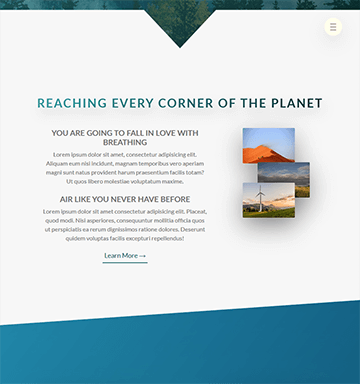 REACHING EVERY CORNER OF THE PLANET
YOU ARE GOING TO FALL IN LOVE WITH
BREATHING
Lorem ipsum dolor sit amet, consectetur adipisicing elit.
Aliquam eum nisi incidunt, magnam temporibus vero aperiam
magni sunt natus provident harum praesentium facilis totam?
Ut quos libero molestiae voluptatum maxime.
AIR LIKE YOU NEVER HAVE BEFORE
Lorem ipsum dolor sit amet, consectetur adipisicing elit. Placeat,
quod modi. Nisi asperiores, consequuntur mollitia officia quos
ut perspiciatis ea rerum dignissimos ratione dolores. Deserunt
quidem voluptas facilis excepturi repellendus!
Learn More →